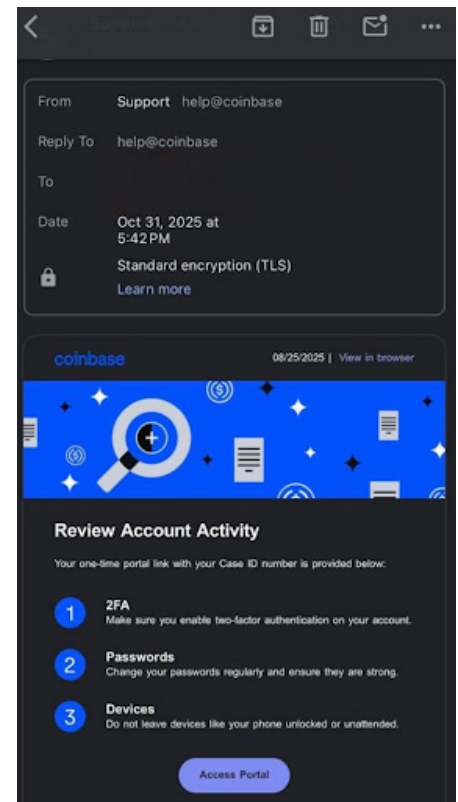 Support
From Support help@coinbase
Reply To help@coinbase
To
Date Oct 31, 2025 at
5:42 PM
Standard encryption (TLS)
Learn more
coinbase 08/25/2025 | View in browser
Review Account Activity
Your one-time portal link with your Case ID number is provided below:
1 2FA
Make sure you enable two-factor authentication on your account.
2 Passwords
Change your passwords regularly and ensure they are strong.
3 Devices
Do not leave devices like your phone unlocked or unattended.
Access Portal